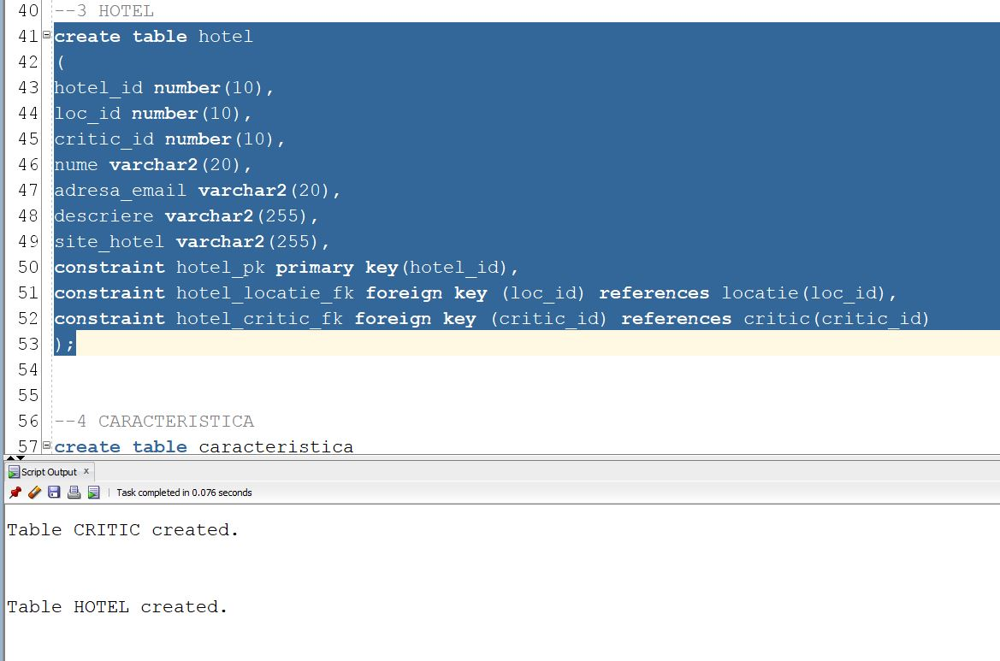 40 --3 HOTEL
41 create table hotel
42 (
43 hotel_id number(10),
44 loc_id number(10),
45 critic_id number(10),
46 nume varchar2(20),
47 adresa_email varchar2(20),
48 descriere varchar2(255),
49 site_hotel varchar2(255),
50 constraint hotel_pk primary key(hotel_id),
51 constraint hotel_locatie_fk foreign key (loc_id) references locatie(loc_id),
52 constraint hotel_critic_fk foreign key (critic_id) references critic(critic_id)
53 );
54
55
56 --4 CARACTERISTICA
57 create table caracteristica
Script Output x
Task completed in 0.076 seconds
Table CRITIC created.
Table HOTEL created.